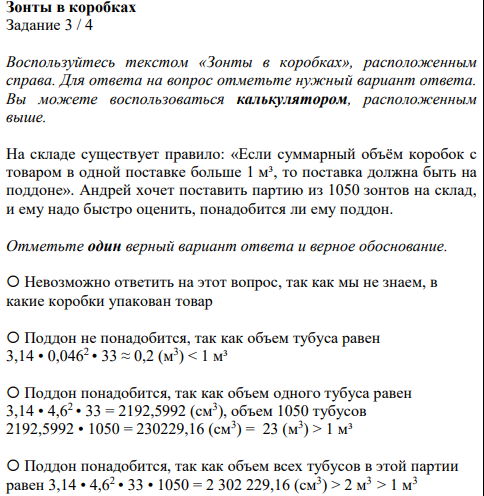 Зонты в коробках
Задание 3 / 4
Воспользуйтесь текстом «Зонты в коробках», расположенным
справа. Для ответа на вопрос отметьте нужный вариант ответа.
Вы можете воспользоваться калькулятором, расположенным
выше.
На складе существует правило: «Если суммарный объём коробок с
товаром в одной поставке больше 1 м³, то поставка должна быть на
поддоне». Андрей хочет поставить партию из 1050 зонтов на склад,
и ему надо быстро оценить, понадобится ли ему поддон.
Отметьте один верный вариант ответа и верное обоснование.
Невозможно ответить на этот вопрос, так как мы не знаем, в
какие коробки упакован товар
Поддон не понадобится, так как объем тубуса равен
3,14 • 0,046² • 33 ≈ 0,2 (м³) < 1 м³
Поддон понадобится, так как объем одного тубуса равен
3,14 • 4,6² • 33 = 2192,5992 (см³), объем 1050 тубусов
2192,5992 • 1050 = 230229,16 (см³) = 23 (м³) > 1 м³
Поддон понадобится, так как объем всех тубусов в этой партии
равен 3,14 • 4,6² • 33 • 1050 = 2 302 229,16 (см³) > 2 м³ > 1 м³